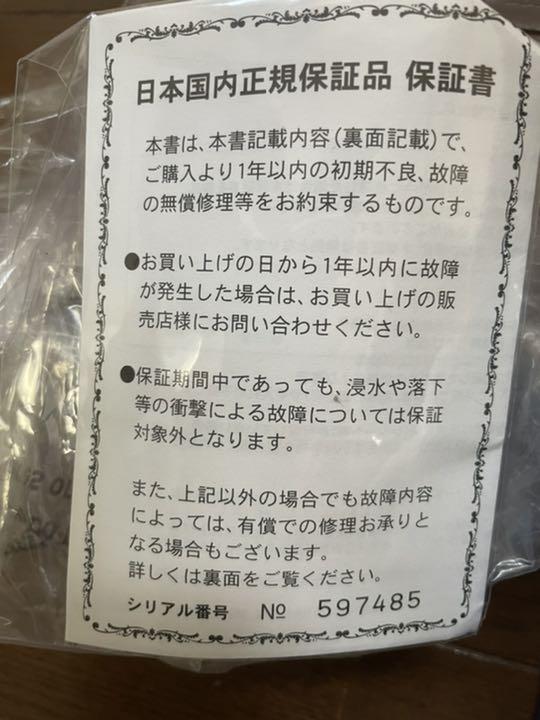 日本国内正規保証品 保証書
本書は、本書記載内容(裏面記載)で、
ご購入より1年以内の初期不良、故障
の無償修理等をお約束するものです。
●お買い上げの日から1年以内に故障
が発生した場合は、お買い上げの販
売店様にお問い合わせください。
●保証期間中であっても、浸水や落下
等の衝撃による故障については保証
対象外となります。
また、上記以外の場合でも故障内容
によっては、有償での修理お承りと
なる場合もございます。
詳しくは裏面をご覧ください。
シリアル番号 № 597485